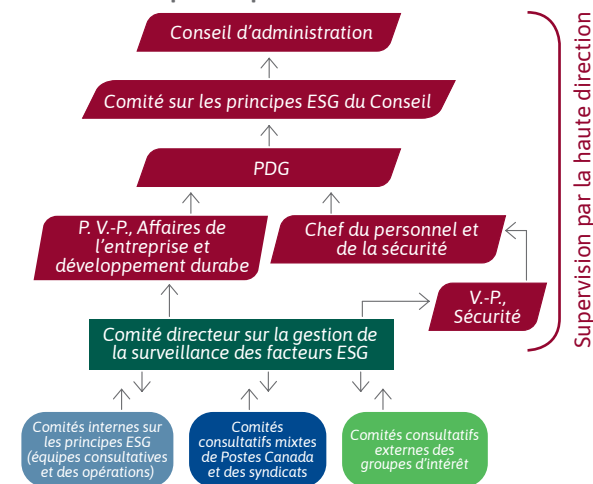 Conseil d'administration
Comité sur les principes ESG du Conseil
PDG
P. V.-P., Affaires de
l'entreprise et
développement durabe
Chef du personnel et
de la sécurité
V.-P.,
Sécurité
Comité directeur sur la gestion de
la surveillance des facteurs ESG
Comités internes sur
les principes ESG
(équipes consultatives
et des opérations)
Comités
consultatifs mixtes
de Postes Canada
et des syndicats
Comités consultatifs
externes des
groupes d'intérêt
Supervision par la haute direction